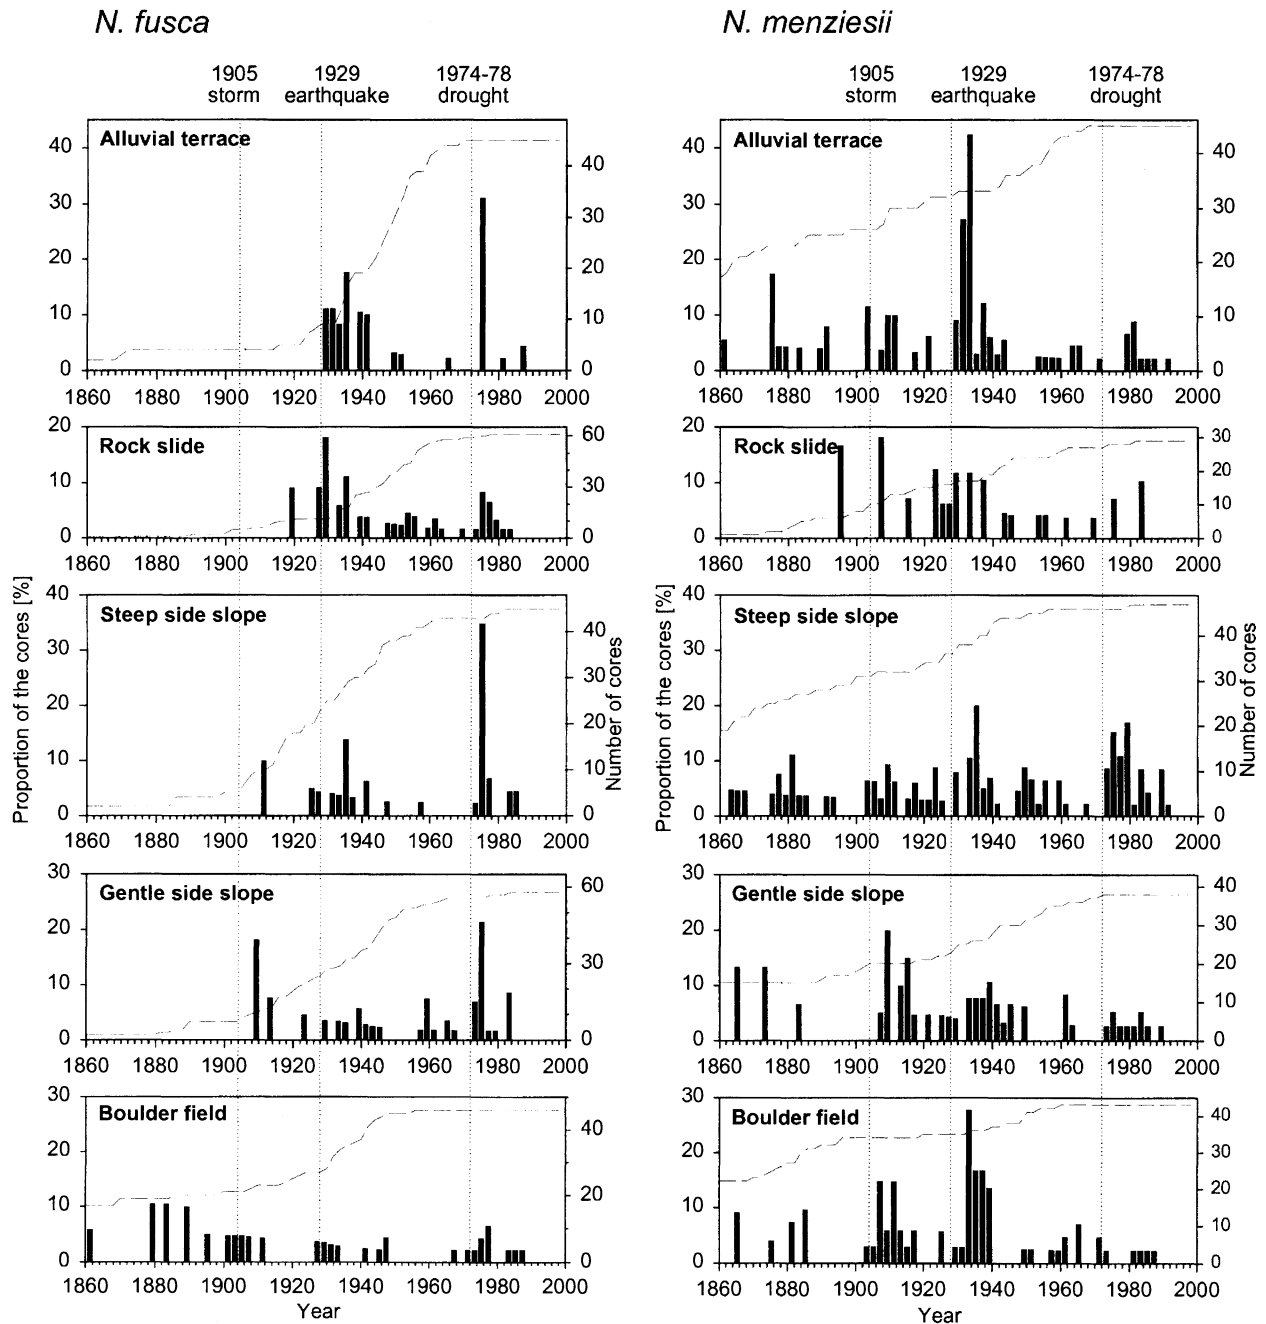 N. fusca
N. menziesii
1905 storm
1929 earthquake
1974-78 drought
1905 storm
1929 earthquake
1974-78 drought
Alluvial terrace
40
30
20
10
0
40
30
20
10
0
1860 1880 1900 1920 1940 1960 1980 2000
Alluvial terrace
40
30
20
10
0
40
30
20
10
0
1860 1880 1900 1920 1940 1960 1980 2000
Rock slide
20
10
0
60
30
0
1860 1880 1900 1920 1940 1960 1980 2000
Rock slide
20
10
0
30
20
10
0
1860 1880 1900 1920 1940 1960 1980 2000
Proportion of the cores [%]
Steep side slope
40
30
20
10
0
40
30
20
10
0
Number of cores
1860 1880 1900 1920 1940 1960 1980 2000
Proportion of the cores [%]
Steep side slope
40
30
20
10
0
40
30
20
10
0
Number of cores
1860 1880 1900 1920 1940 1960 1980 2000
Gentle side slope
30
20
10
0
60
30
0
1860 1880 1900 1920 1940 1960 1980 2000
Gentle side slope
30
20
10
0
40
30
20
10
0
1860 1880 1900 1920 1940 1960 1980 2000
Boulder field
30
20
10
0
40
20
0
1860 1880 1900 1920 1940 1960 1980 2000
Year
Boulder field
30
20
10
0
40
30
20
10
0
1860 1880 1900 1920 1940 1960 1980 2000
Year